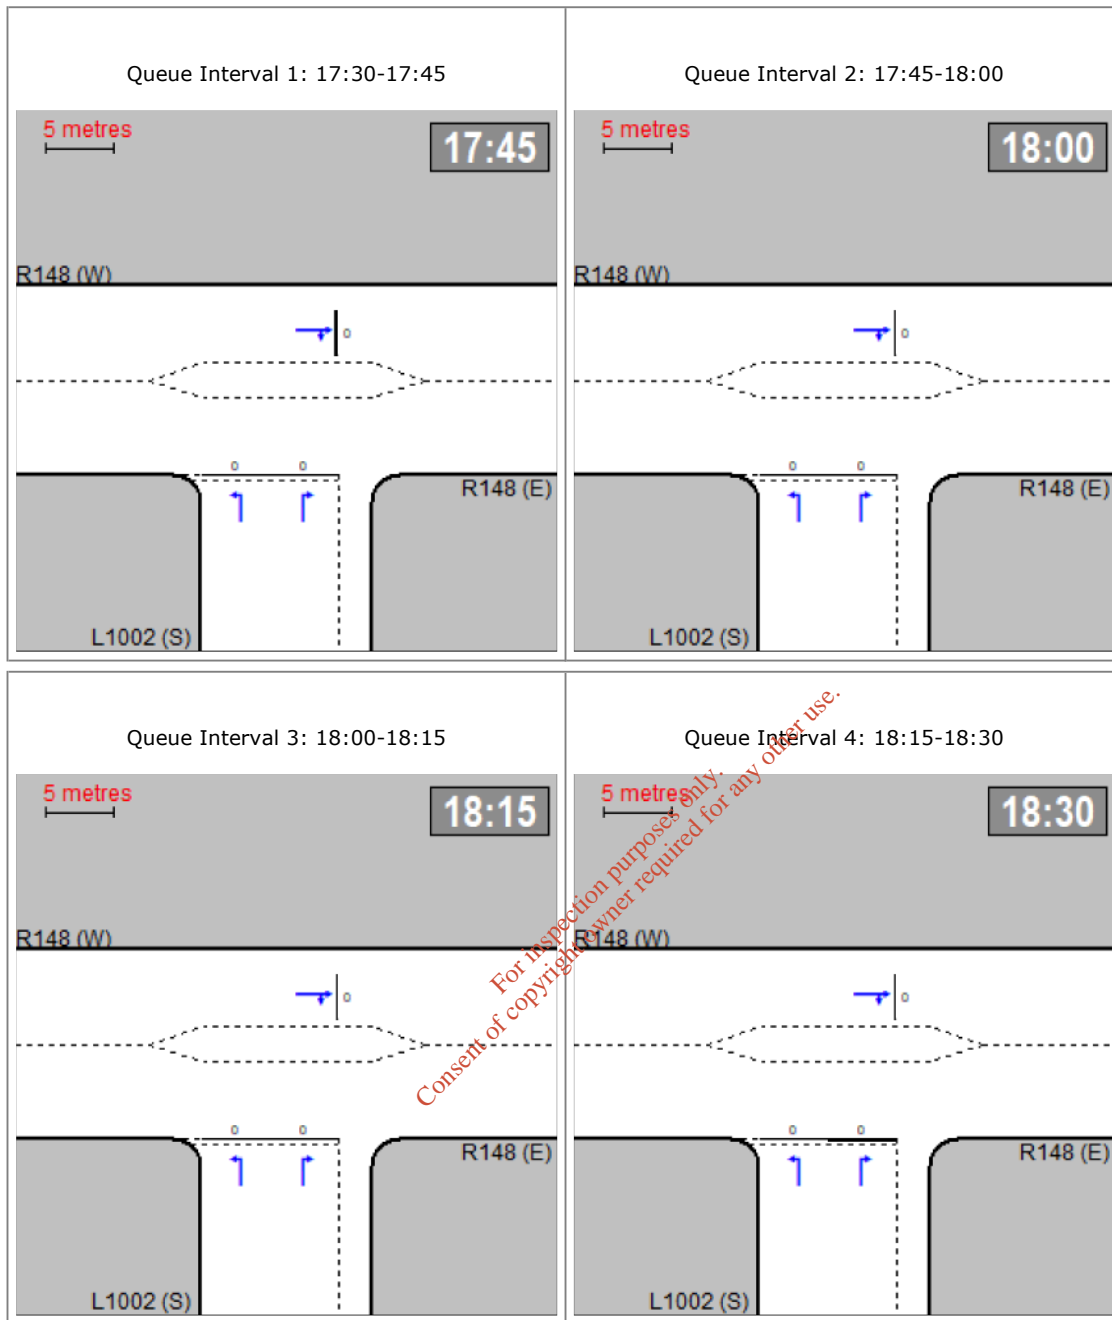 Queue Interval 1: 17:30-17:45
5 metres
17:45
R148 (W)
0
0 0
R148 (E)
L1002 (S)
Queue Interval 2: 17:45-18:00
5 metres
18:00
R148 (W)
0
0 0
R148 (E)
L1002 (S)
Queue Interval 3: 18:00-18:15
5 metres
18:15
R148 (W)
0
0 0
R148 (E)
L1002 (S)
Queue Interval 4: 18:15-18:30
5 metres
18:30
R148 (W)
0
0 0
R148 (E)
L1002 (S)
For inspection purposes only.
Consent of copyright owner required for any other use.